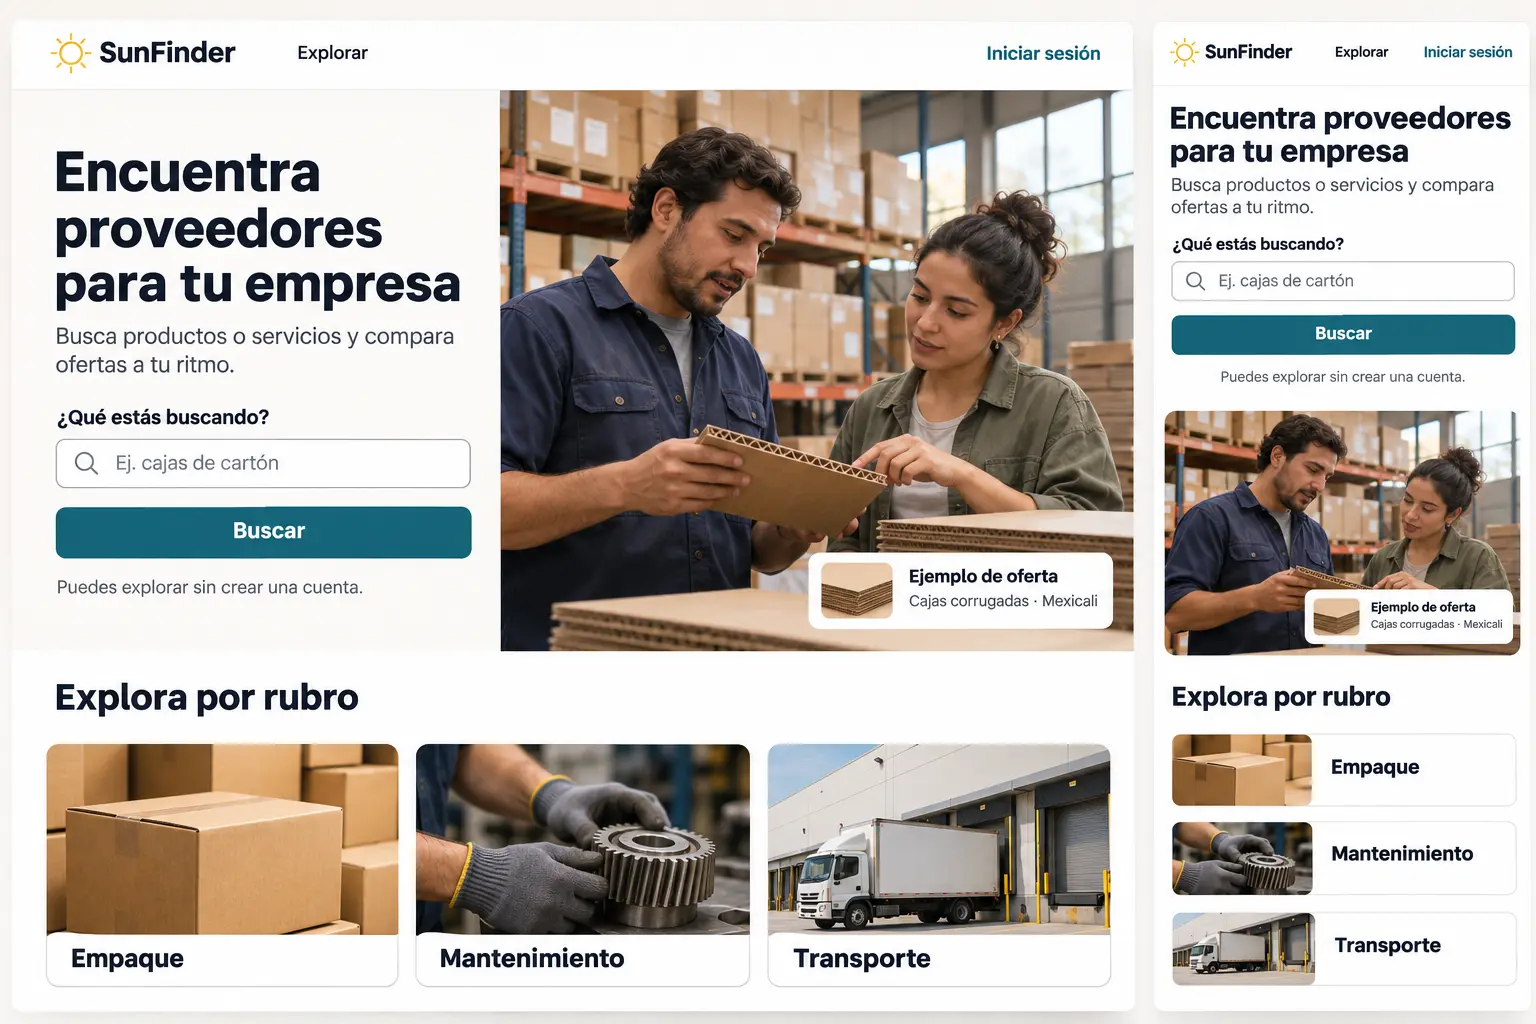 SunFinder
Explorar
Iniciar sesión
Encuentra
proveedores
para tu empresa
Busca productos o servicios y compara
ofertas a tu ritmo.
¿Qué estás buscando?
Ej. cajas de cartón
Buscar
Puedes explorar sin crear una cuenta.
Ejemplo de oferta
Cajas corrugadas · Mexicali
Explora por rubro
Empaque
Mantenimiento
Transporte
SunFinder
Explorar
Iniciar sesión
Encuentra proveedores
para tu empresa
Busca productos o servicios y compara
ofertas a tu ritmo.
¿Qué estás buscando?
Ej. cajas de cartón
Buscar
Puedes explorar sin crear una cuenta.
Ejemplo de oferta
Cajas corrugadas · Mexicali
Explora por rubro
Empaque
Mantenimiento
Transporte